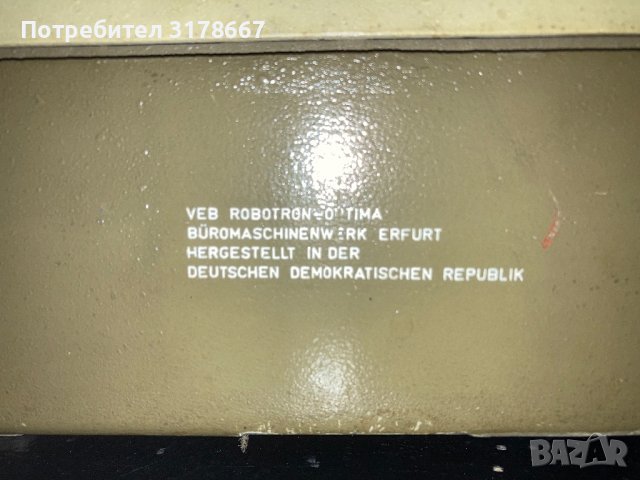 Потребител 3178667
VEB ROBOTRON-OPTIMA
BÜROMASCHINENWERK ERFURT
HERGESTELLT IN DER
DEUTSCHEN DEMOKRATISCHEN REPUBLIK
BAZAR